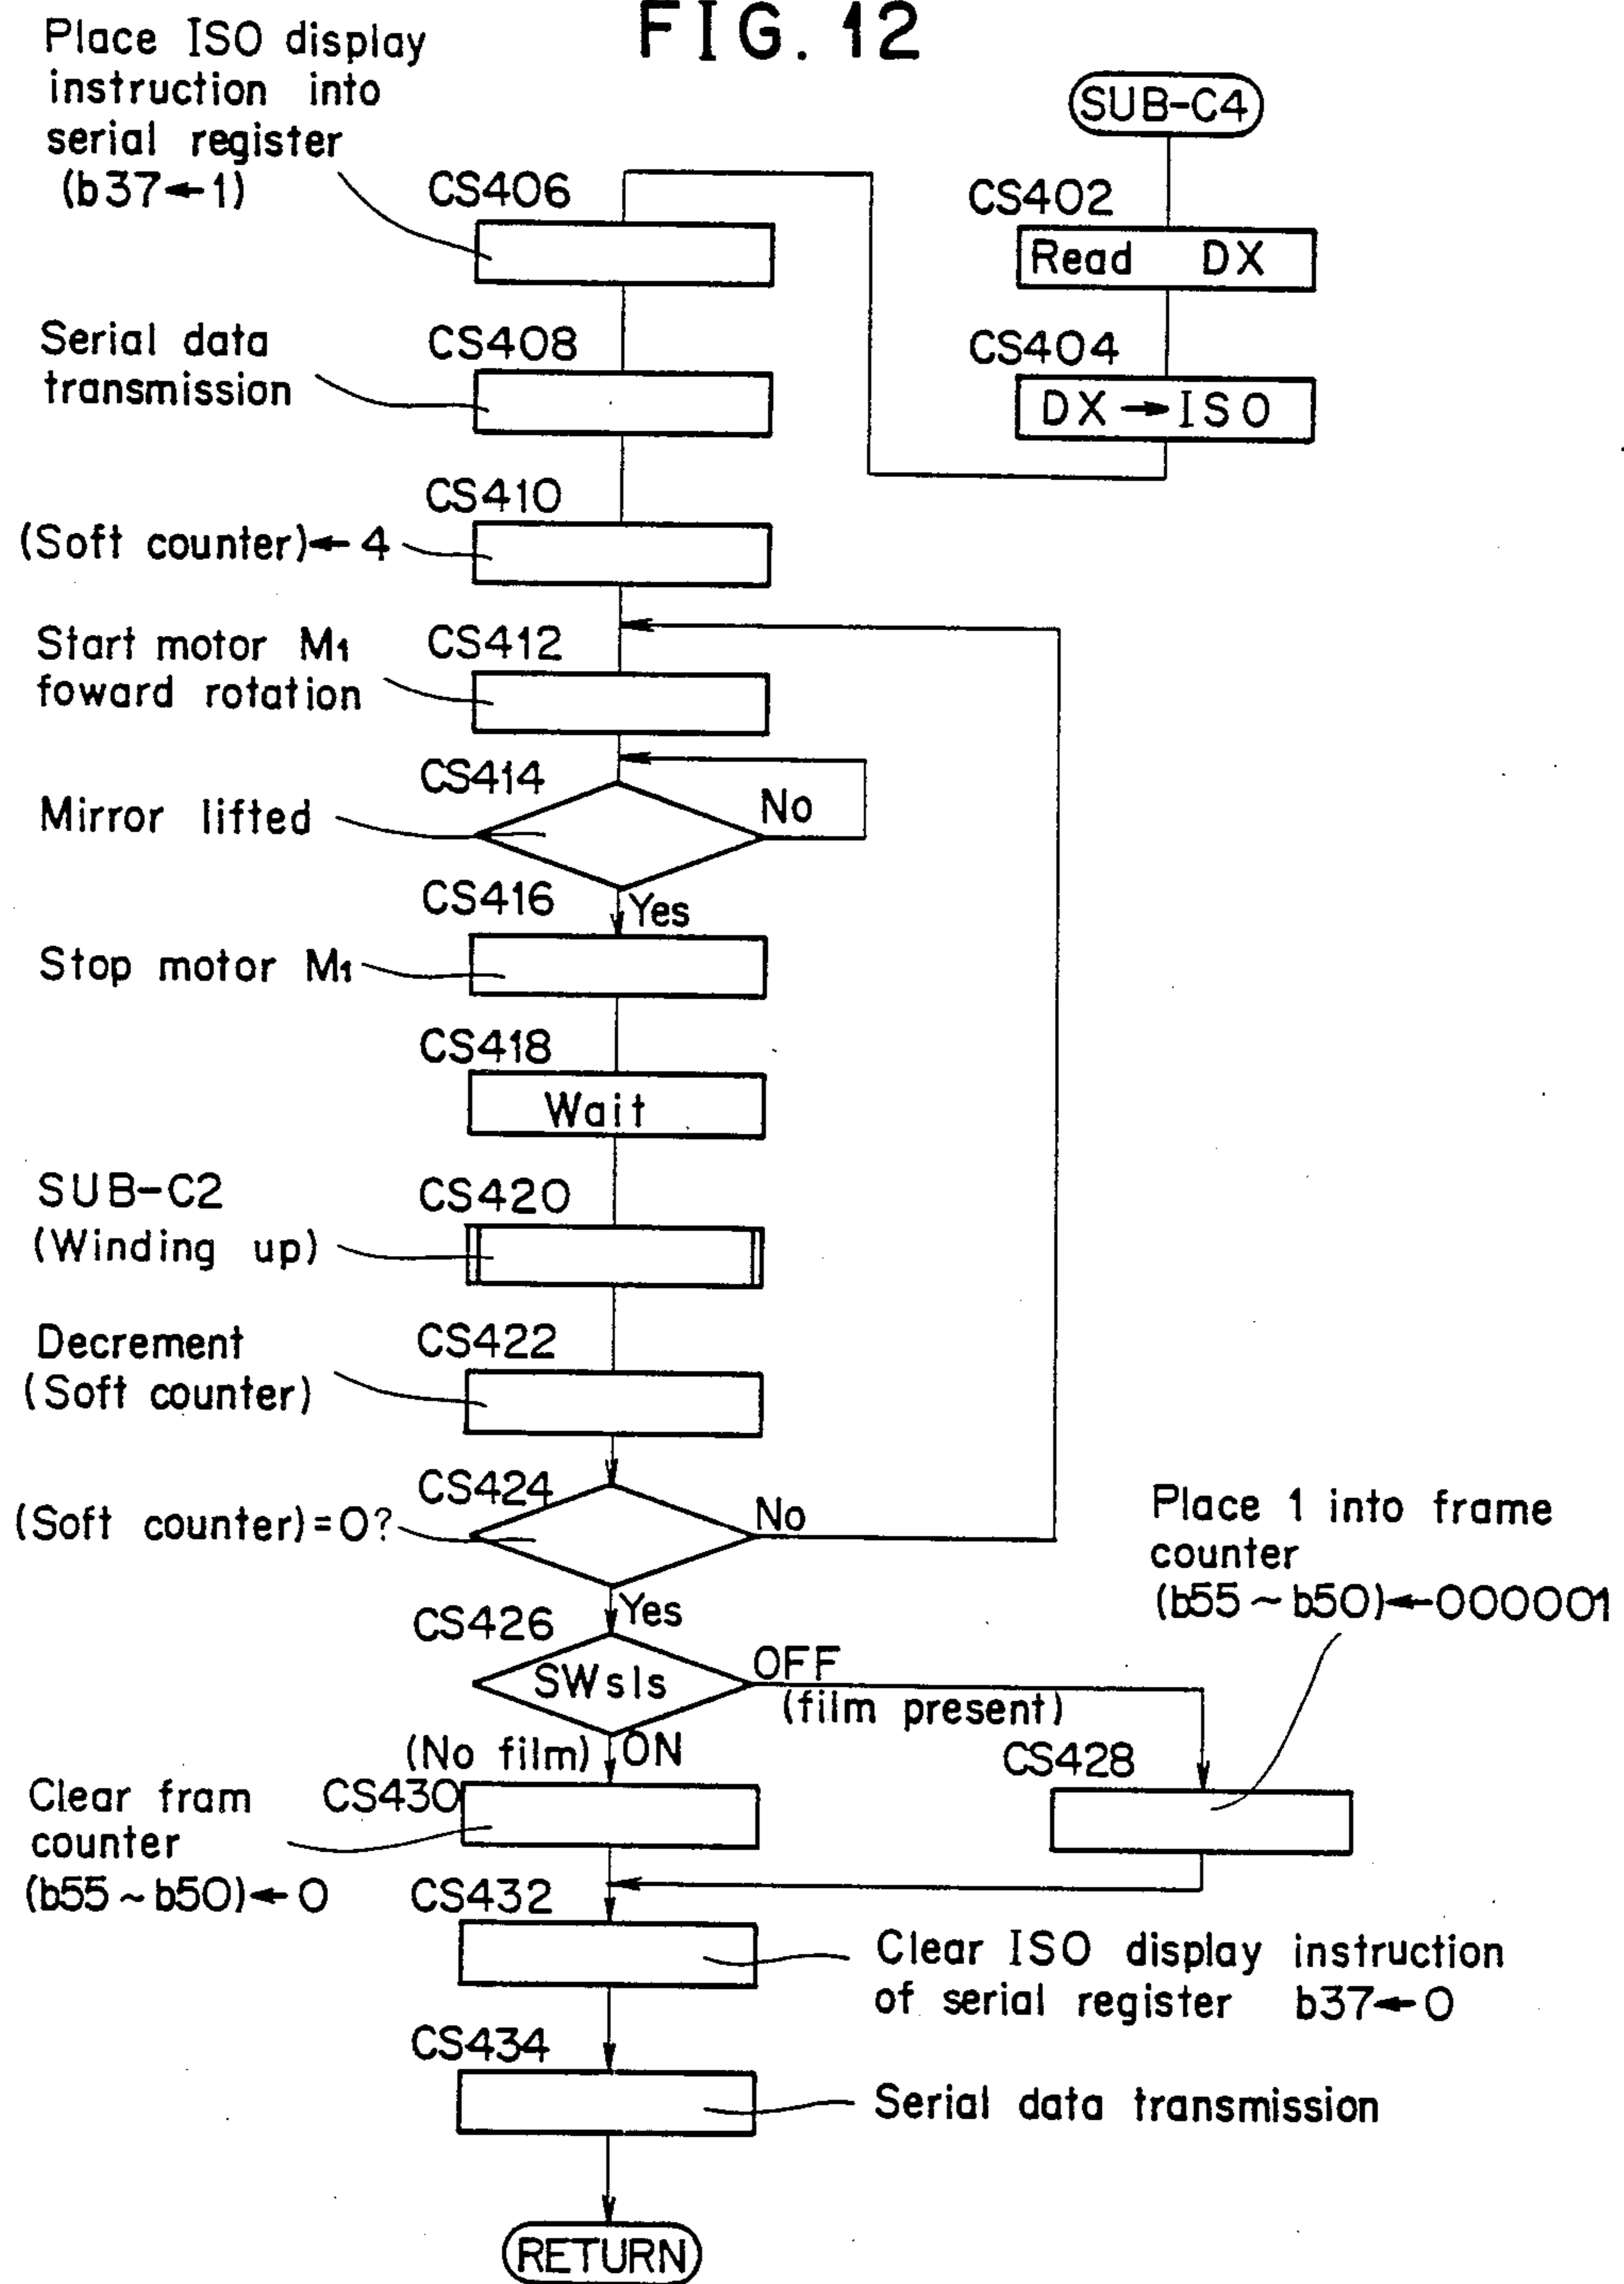 FIG. 12
SUB-C4
CS402
Read DX
CS404
DX→ISO
Place ISO display
instruction into
serial register
(b37←1)
CS406
Serial data
transmission
CS408
CS410
(Soft counter)←4
Start motor M1
foward rotation
CS412
CS414
Mirror lifted
No
CS416
Yes
Stop motor M1
CS418
Wait
SUB-C2
(Winding up)
CS420
Decrement
(Soft counter)
CS422
CS424
(Soft counter)=0?
No
Yes
Place 1 into frame
counter
(b55~b50)←000001
CS426
SWsls
OFF
(film present)
(No film)
ON
CS428
Clear fram
counter
(b55~b50)←0
CS430
CS432
Clear ISO display instruction
of serial register b37←0
CS434
Serial data transmission
RETURN